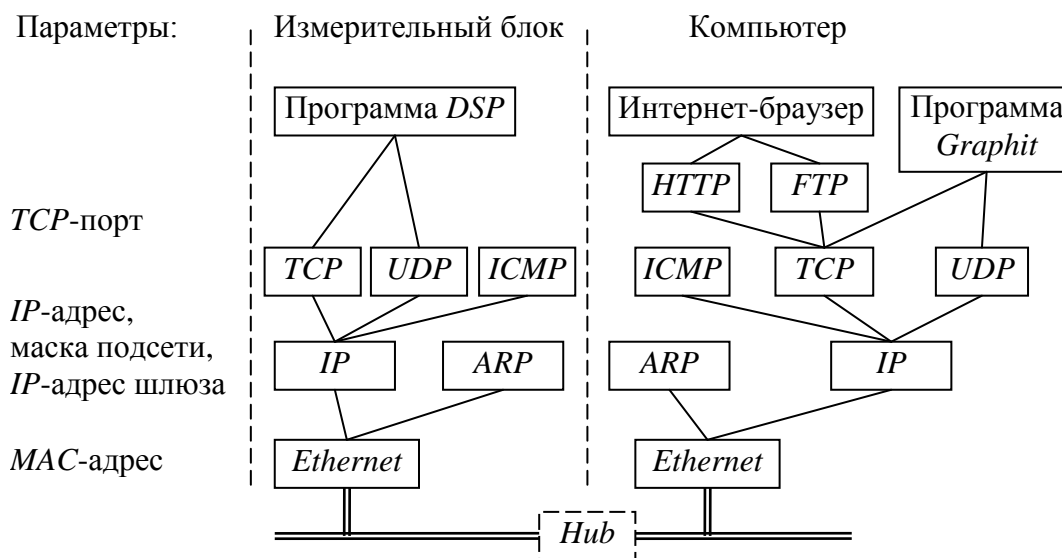 Параметры: Измерительный блок Компьютер
Программа DSP Интернет-браузер Программа
Graphit
HTTP FTP
TCP-порт
TCP UDP ICMP ICMP TCP UDP
IP-адрес,
маска подсети,
IP ARP ARP IP
IP-адрес шлюза
MAC-адрес Ethernet Ethernet
Hub